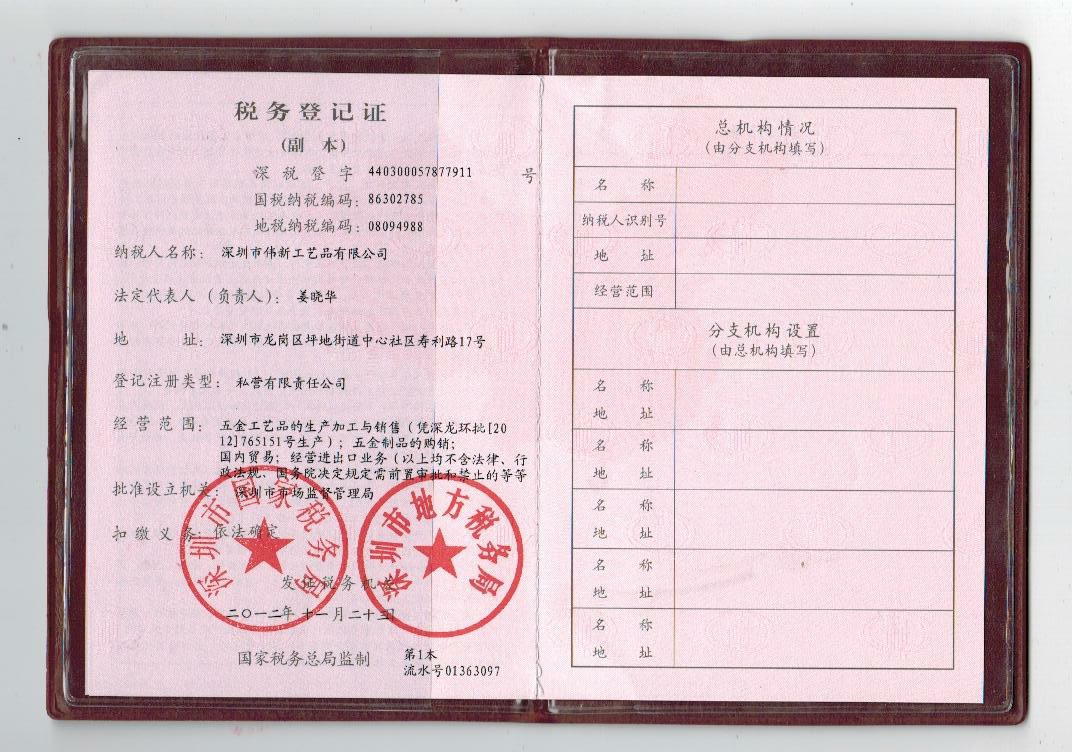 税务登记证
(副 本)
深 税 登 字 440300057877911 号
国税纳税编码: 86302785
地税纳税编码: 08094988
纳税人名称: 深圳市伟新工艺品有限公司
法定代表人 (负责人): 姜晓华
地 址: 深圳市龙岗区坪地街道中心社区寿利路17号
登记注册类型: 私营有限责任公司
经 营 范 围: 五金工艺品的生产加工与销售 (凭深龙环批[20
12]765151号生产); 五金制品的购销;
国内贸易; 经营进出口业务 (以上均不含法律、行
政法规、国务院决定规定需前置审批和禁止的等等
批准设立机关: 深圳市市场监督管理局
扣 缴 义 务: 依法确定
深圳市国家税务局
深圳市地方税务局
发证税务机关
二〇一二年 十一月 二十三日
国家税务总局监制
第1本
流水号01363097
总机构情况
(由分支机构填写)
名 称
纳税人识别号
地 址
经营范围
分支机构设置
(由总机构填写)
名 称
地 址
名 称
地 址
名 称
地 址
名 称
地 址
名 称
地 址